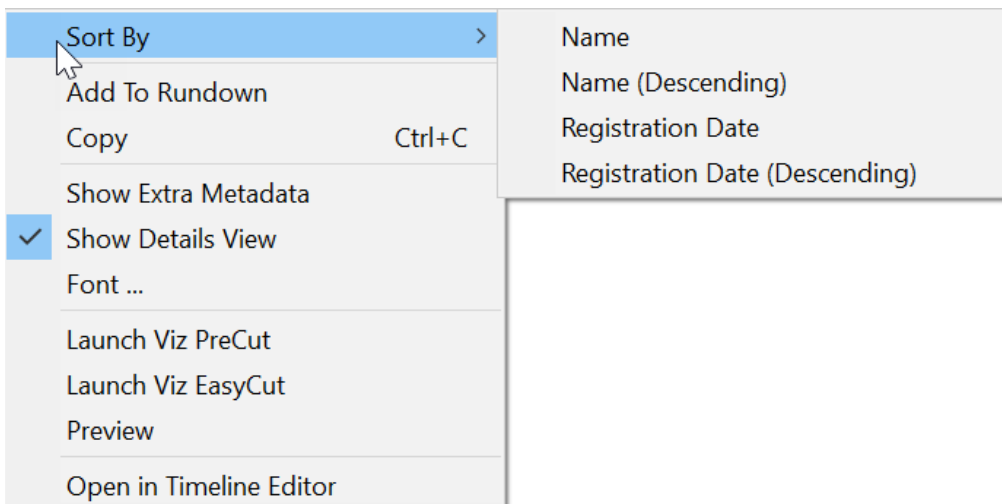 Sort By
Name
Name (Descending)
Registration Date
Registration Date (Descending)
Add To Rundown
Copy Ctrl+C
Show Extra Metadata
Show Details View
Font ...
Launch Viz PreCut
Launch Viz EasyCut
Preview
Open in Timeline Editor